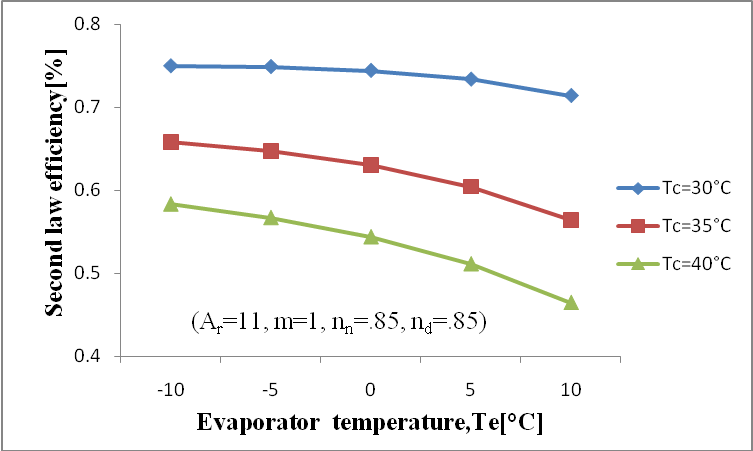 Second law efficiency[%]
0.8
0.7
0.6
0.5
0.4
-10 -5 0 5 10
Evaporator temperature,Te[°C]
(Ar=11, m=1, nn=.85, nd=.85)
Tc=30°C
Tc=35°C
Tc=40°C